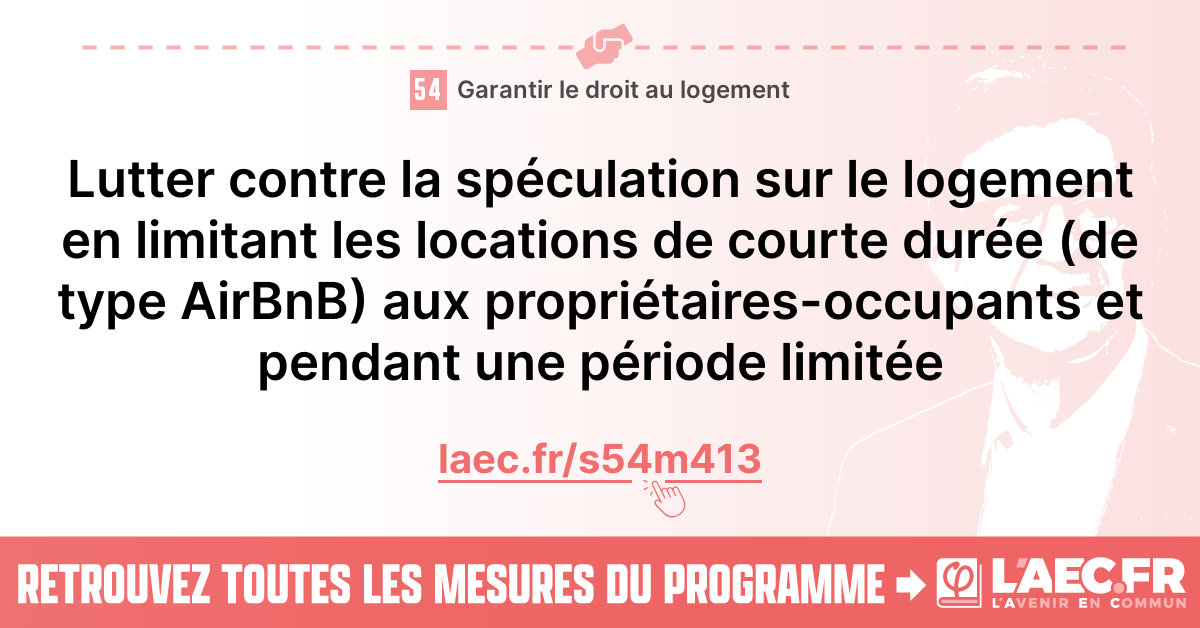 54 Garantir le droit au logement
Lutter contre la spéculation sur le logement
en limitant les locations de courte durée (de
type AirBnB) aux propriétaires-occupants et
pendant une période limitée
laec.fr/s54m413
RETROUVEZ TOUTES LES MESURES DU PROGRAMME
φ L'AEC.FR
L'AVENIR EN COMMUN